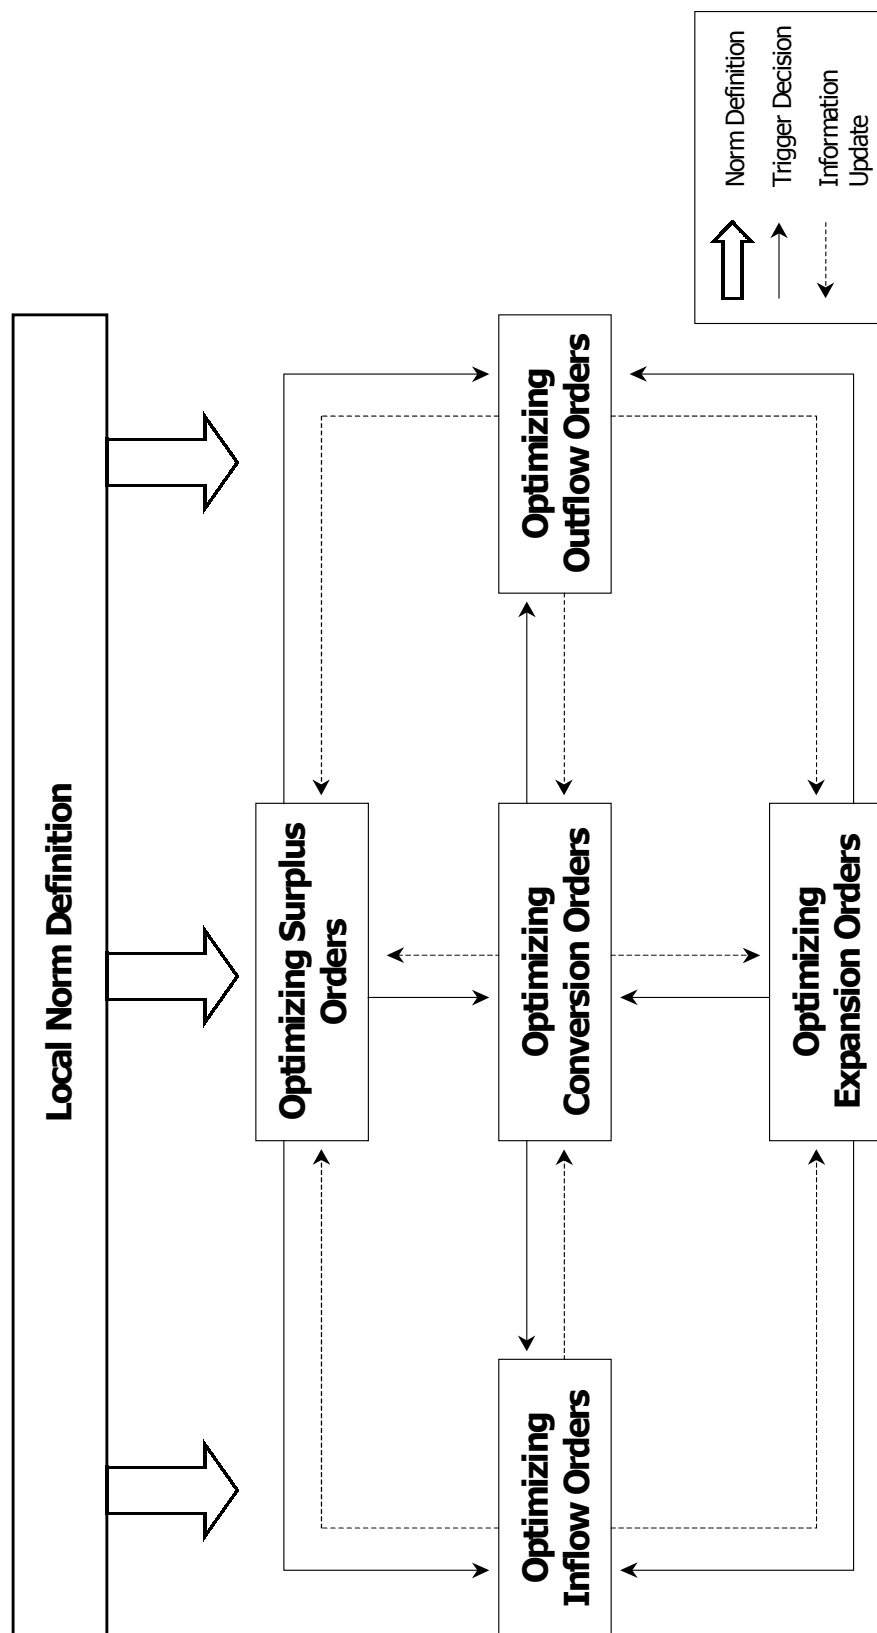 Local Norm Definition
Optimizing Surplus
Orders
Optimizing
Inflow Orders
Optimizing
Conversion Orders
Optimizing
Outflow Orders
Optimizing
Expansion Orders
Norm Definition
Trigger Decision
Information
Update